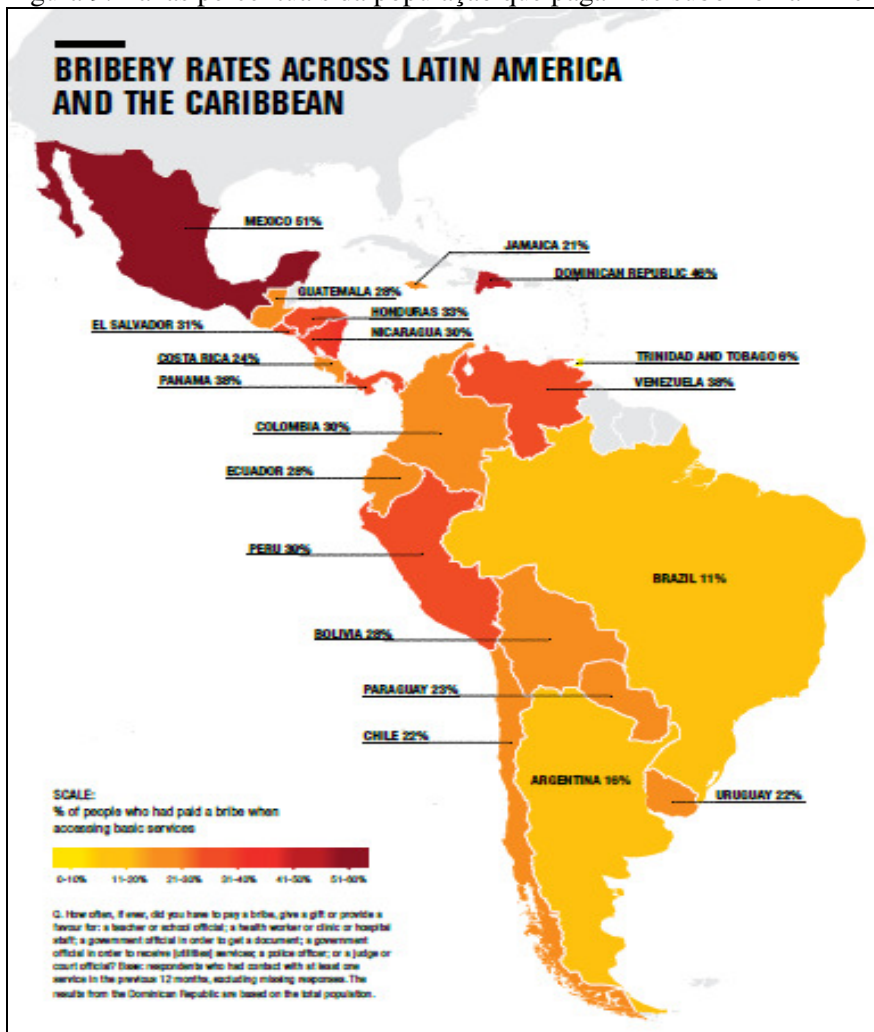 BRIBERY RATES ACROSS LATIN AMERICA
AND THE CARIBBEAN
MEXICO 51%
JAMAICA 21%
DOMINICAN REPUBLIC 46%
GUATEMALA 28%
HONDURAS 33%
EL SALVADOR 31%
NICARAGUA 30%
COSTA RICA 24%
TRINIDAD AND TOBAGO 6%
PANAMA 38%
VENEZUELA 38%
COLOMBIA 30%
ECUADOR 28%
PERU 30%
BRAZIL 11%
BOLIVIA 28%
PARAGUAY 23%
CHILE 22%
ARGENTINA 16%
URUGUAY 22%
SCALE:
% of people who had paid a bribe when
accessing basic services
0-10% 11-20% 21-30% 31-40% 41-50% 51-60%
Q. How often, if ever, did you have to pay a bribe, give a gift or provide a
favour for: a teacher or school official; a health worker or clinic or hospital
staff; a government official in order to get a document; a government
official in order to receive [utilities] services; a police officer; or a judge or
court official? Base: respondents who had contact with at least one
service in the previous 12 months, excluding missing responses. The
results from the Dominican Republic are based on the total population.